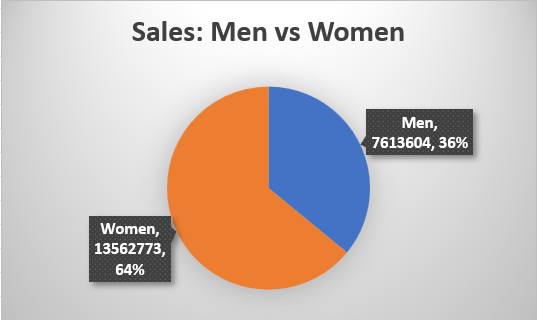 Sales: Men vs Women
Men,
7613604, 36%
Women,
13562773,
64%